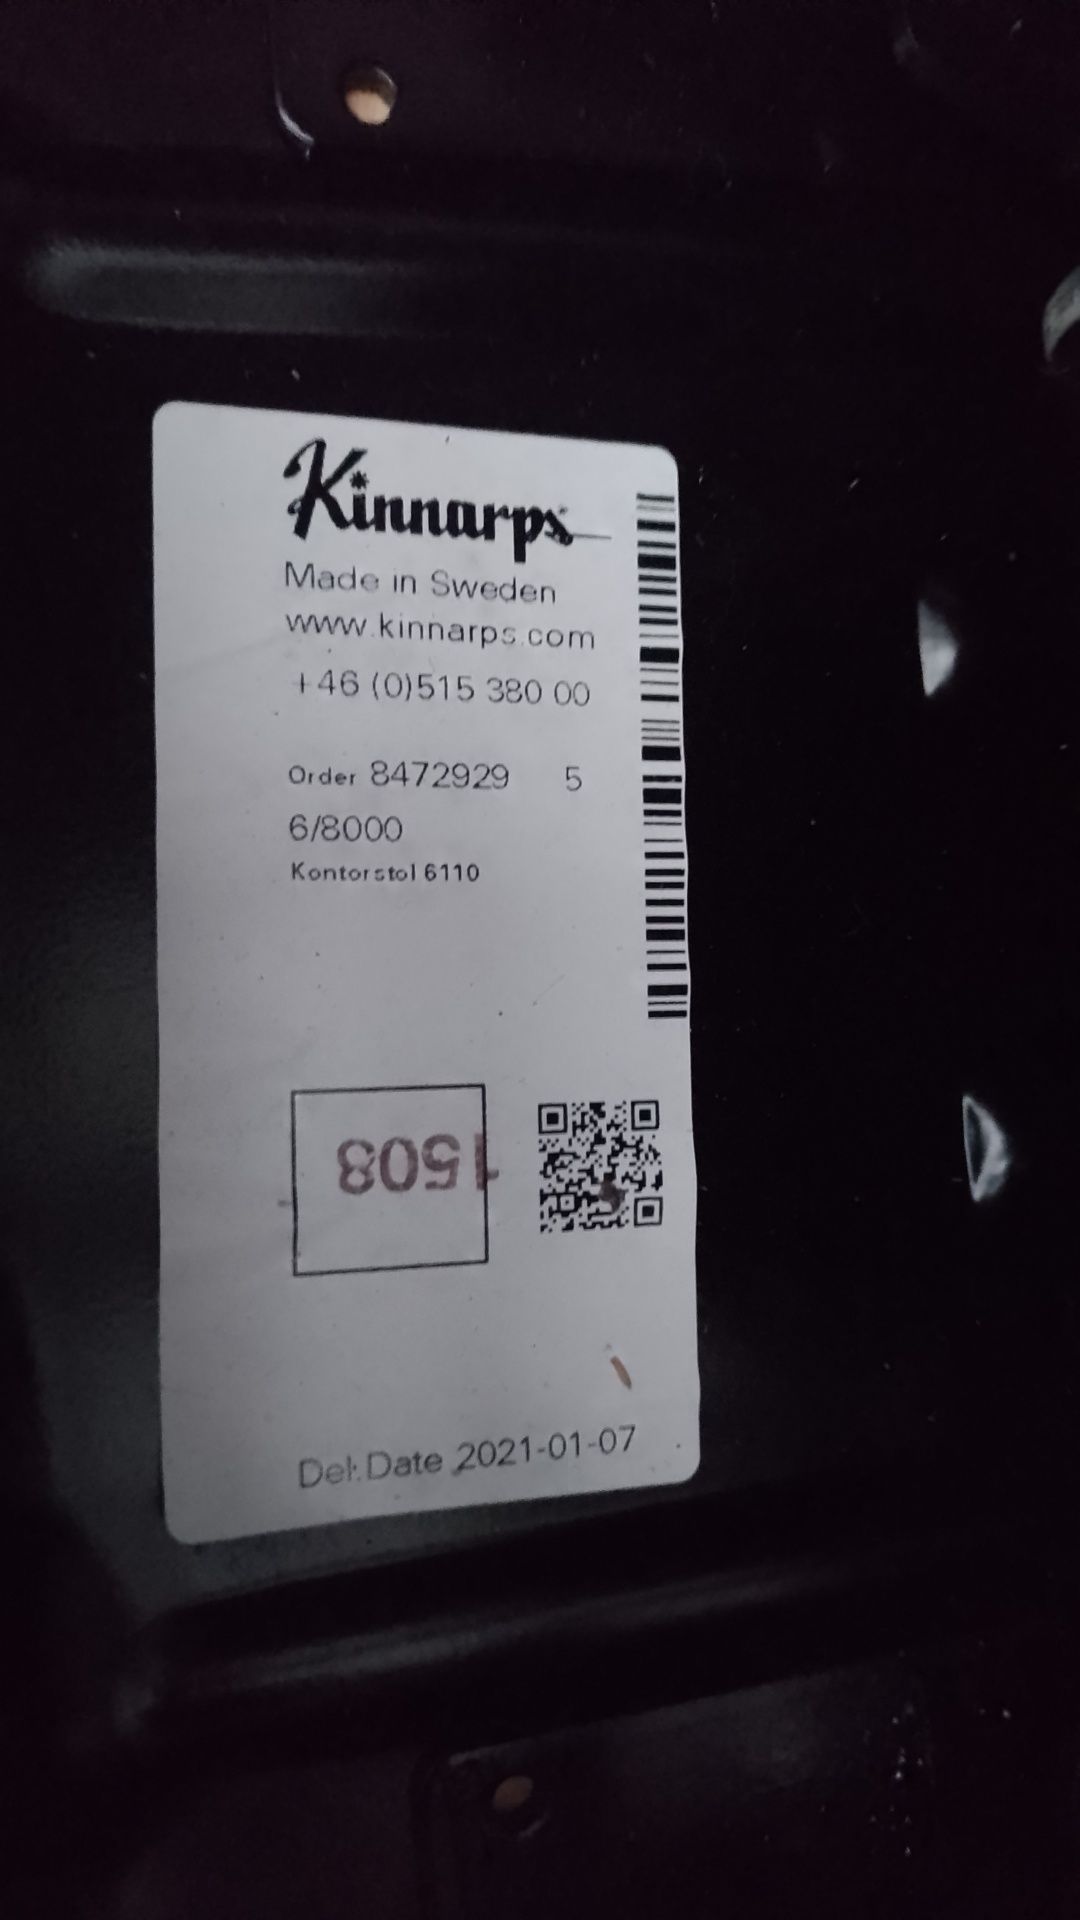 Kinnarps
Made in Sweden
www.kinnarps.com
+46 (0)515 380 00
Order 8472929 5
6/8000
Kontorstol 6110
1508
Del.Date 2021-01-07